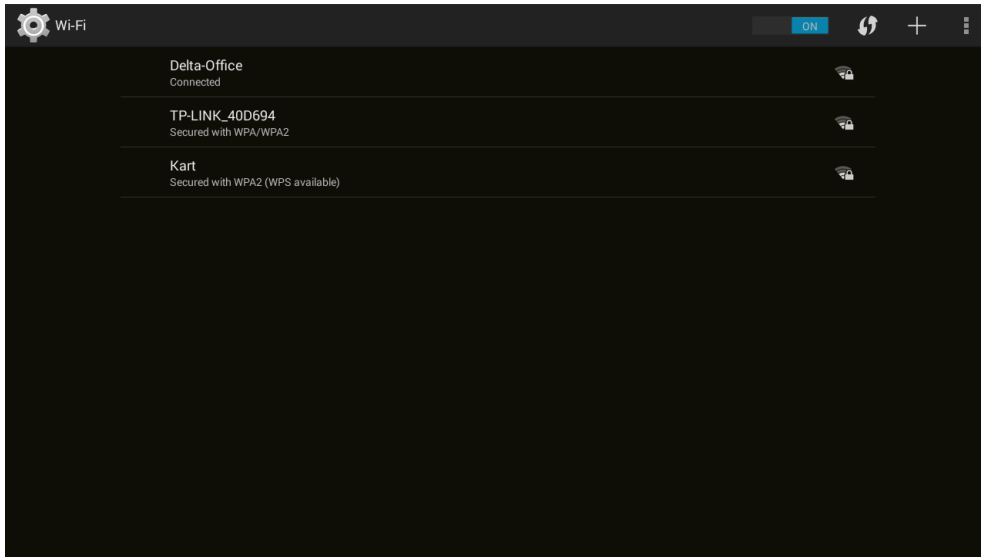 Wi-Fi
ON
Delta-Office
Connected
TP-LINK_40D694
Secured with WPA/WPA2
Kart
Secured with WPA2 (WPS available)